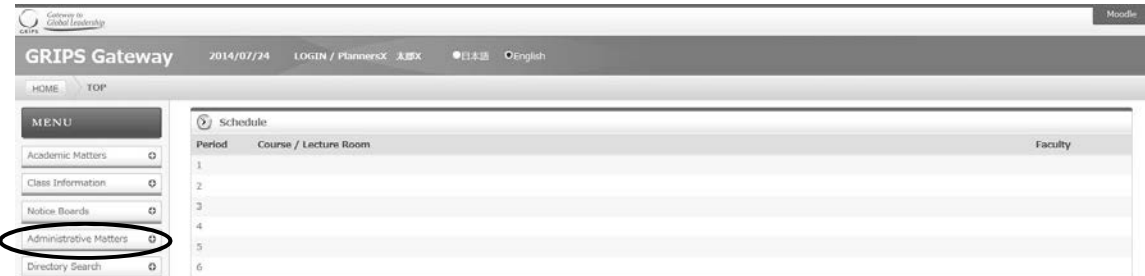 Gateway to
Global Leadership
GRIPS
Moodle
GRIPS Gateway 2014/07/24 LOGIN / PlannersX 太郎X 日本語 English
HOME TOP
MENU
Schedule
Period Course / Lecture Room Faculty
Academic Matters
1
Class Information
2
Notice Boards
3
4
Administrative Matters
5
Directory Search
6